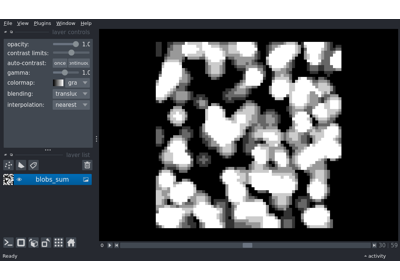 File View Plugins Window Help
layer controls
opacity: 1.0
contrast limits:
auto-contrast: once
gamma: 1.0
colormap: gra
blending: translu
interpolation: nearest
layer list
blobs_sum
0 30 59
Ready activity